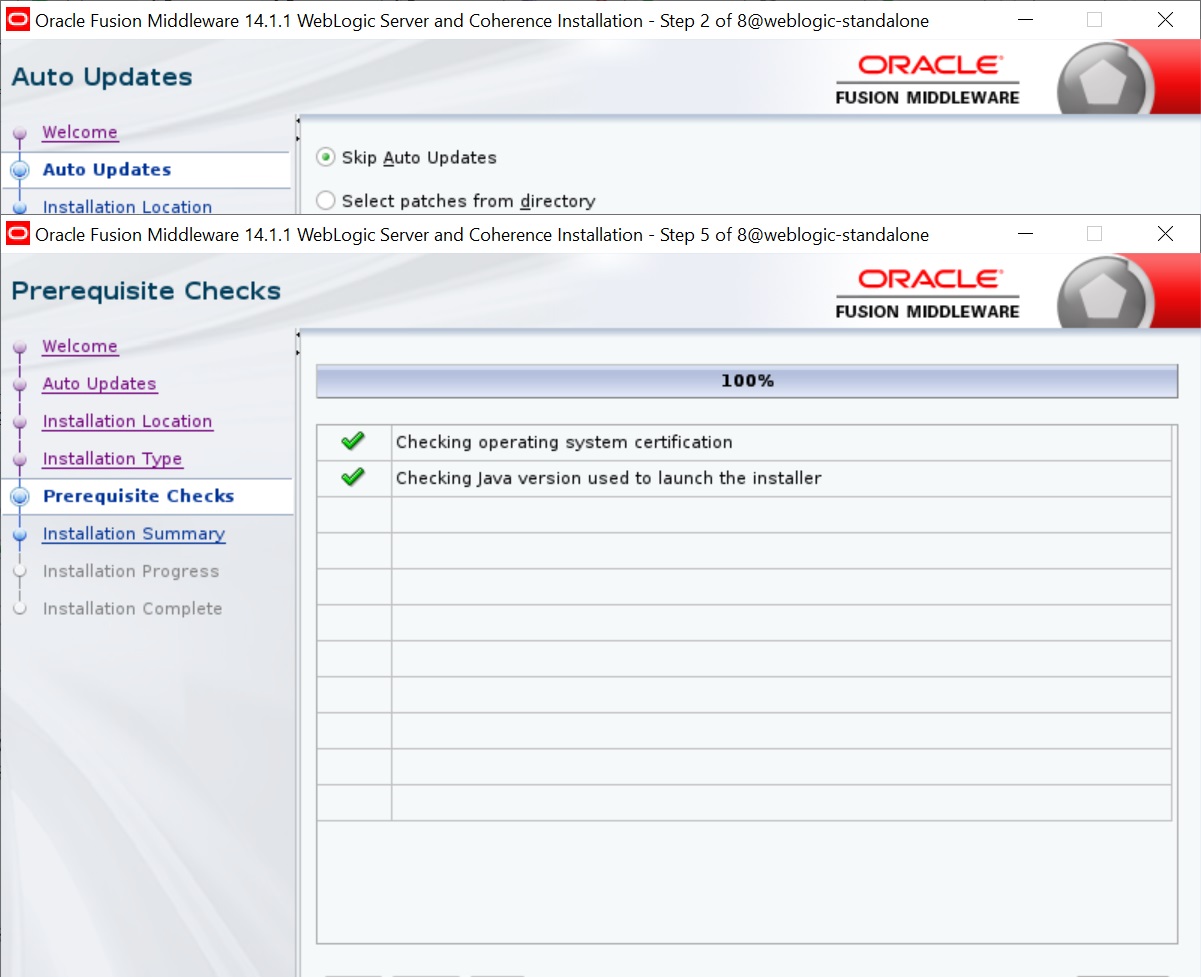 Oracle Fusion Middleware 14.1.1 WebLogic Server and Coherence Installation - Step 2 of 8@weblogic-standalone
Auto Updates
ORACLE
FUSION MIDDLEWARE
Welcome
Auto Updates
Installation Location
Skip Auto Updates
Select patches from directory
Oracle Fusion Middleware 14.1.1 WebLogic Server and Coherence Installation - Step 5 of 8@weblogic-standalone
Prerequisite Checks
ORACLE
FUSION MIDDLEWARE
Welcome
Auto Updates
Installation Location
Installation Type
Prerequisite Checks
Installation Summary
Installation Progress
Installation Complete
100%
Checking operating system certification
Checking Java version used to launch the installer